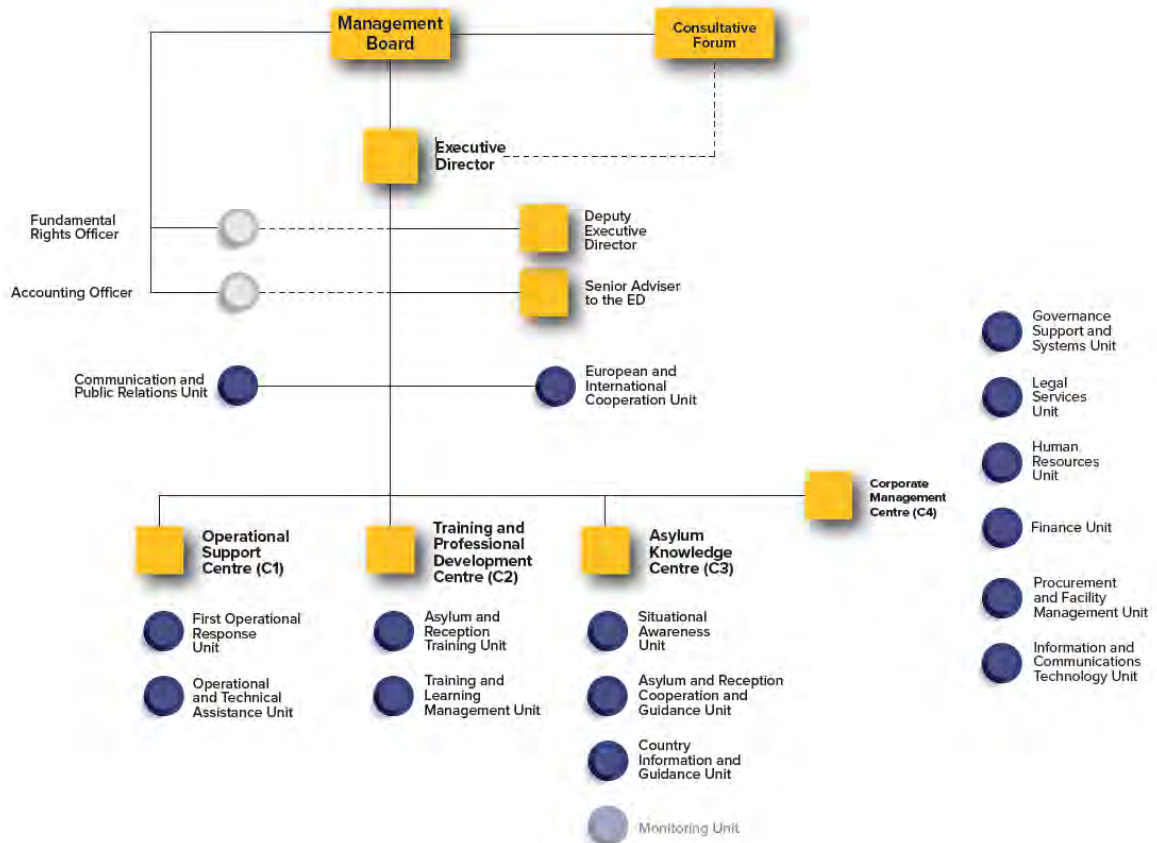 Management
Board
Consultative
Forum
Executive
Director
Fundamental
Rights Officer
Deputy
Executive
Director
Accounting Officer
Senior Adviser
to the ED
Communication and
Public Relations Unit
European and
International
Cooperation Unit
Governance
Support and
Systems Unit
Legal
Services
Unit
Human
Resources
Unit
Finance Unit
Procurement
and Facility
Management Unit
Information and
Communications
Technology Unit
Corporate
Management
Centre (C4)
Operational
Support
Centre (C1)
First Operational
Response
Unit
Operational
and Technical
Assistance Unit
Training and
Professional
Development
Centre (C2)
Asylum and
Reception
Training Unit
Training and
Learning
Management Unit
Asylum
Knowledge
Centre (C3)
Situational
Awareness
Unit
Asylum and Reception
Cooperation and
Guidance Unit
Country
Information and
Guidance Unit
Monitoring Unit